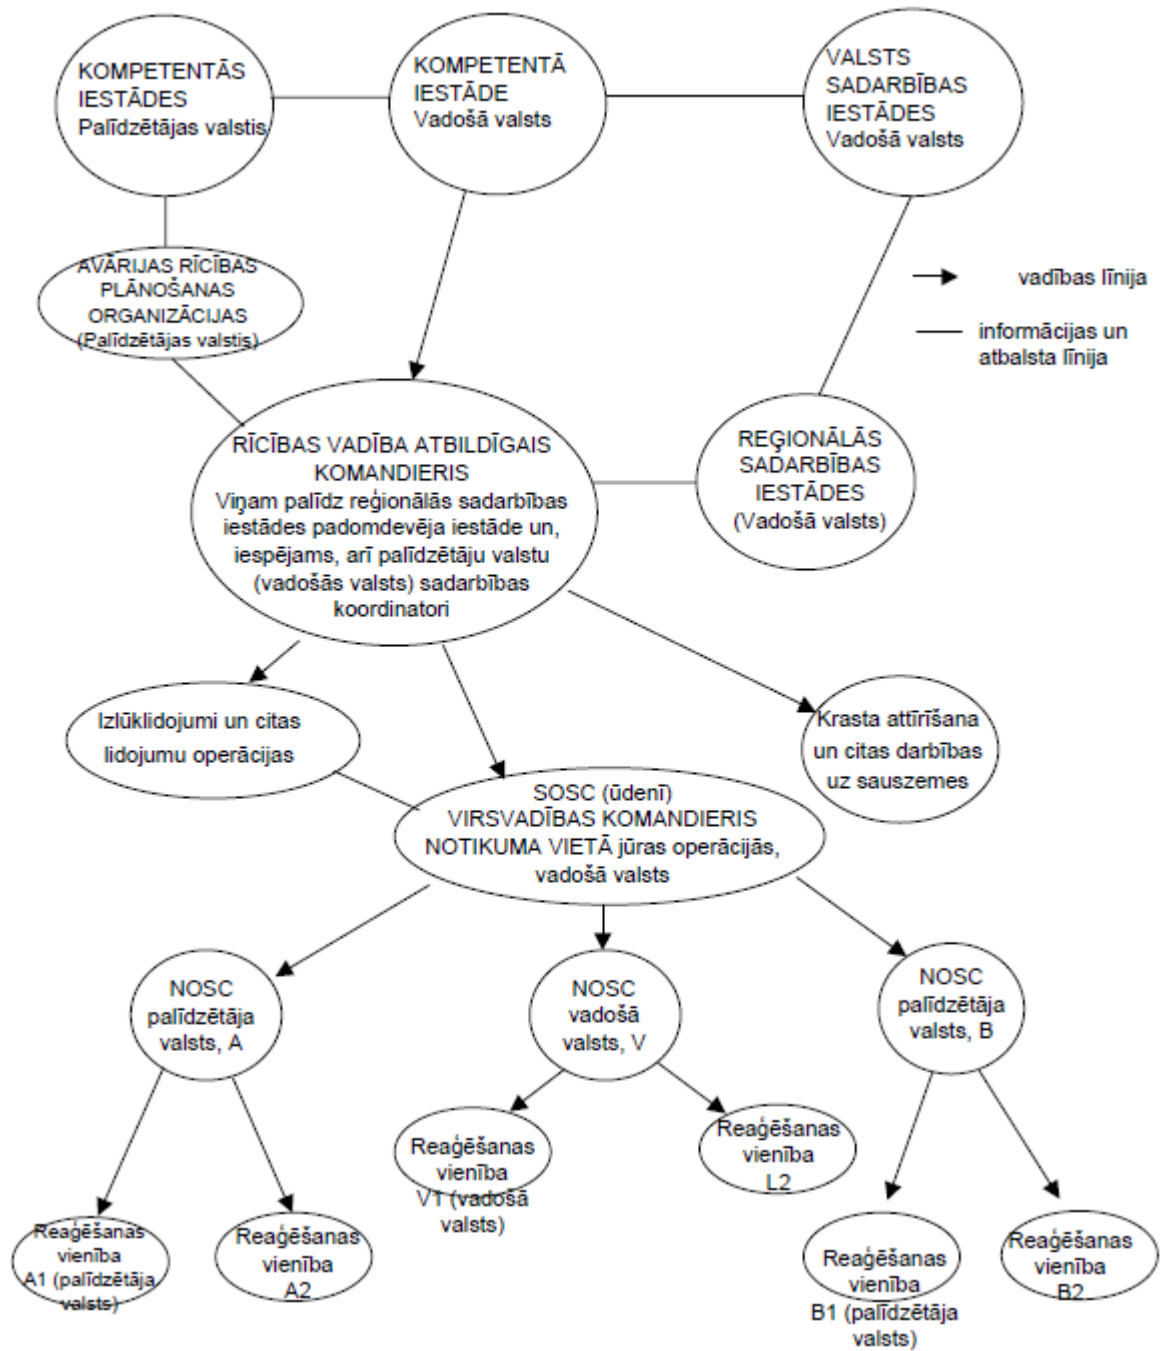 KOMPETENTĀS
IESTĀDES
Palīdzētājas valstis
KOMPETENTĀ
IESTĀDE
Vadošā valsts
VALSTS
SADARBĪBAS
IESTĀDES
Vadošā valsts
AVĀRIJAS RĪCĪBAS
PLĀNOŠANAS
ORGANIZĀCIJAS
(Palīdzētājas valstis)
vadības līnija
informācijas un
atbalsta līnija
RĪCĪBAS VADĪBA ATBILDĪGAIS
KOMANDIERIS
Viņam palīdz reģionālās sadarbības
iestādes padomdevēja iestāde un,
iespējams, arī palīdzētāju valstu
(vadošās valsts) sadarbības
koordinatori
REĢIONĀLĀS
SADARBĪBAS
IESTĀDES
(Vadošā valsts)
Izlūklidojumi un citas
lidojumu operācijas
Krasta attīrīšana
un citas darbības
uz sauszemes
SOSC (ūdenī)
VIRSVADĪBAS KOMANDIERIS
NOTIKUMA VIETĀ jūras operācijās,
vadošā valsts
NOSC
palīdzētāja
valsts, A
NOSC
vadošā
valsts, V
NOSC
palīdzētāja
valsts, B
Reaģēšanas
vienība
A1 (palīdzētāja
valsts)
Reaģēšanas
vienība
A2
Reaģēšanas
vienība
V1 (vadošā
valsts)
Reaģēšanas
vienība
L2
Reaģēšanas
vienība
B1 (palīdzētāja
valsts)
Reaģēšanas
vienība
B2